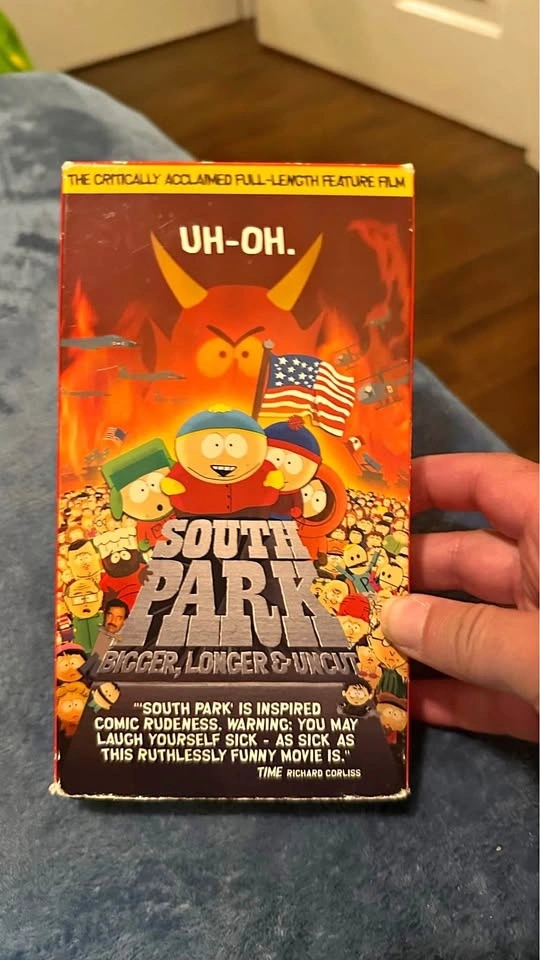 THE CRITICALLY ACCLAIMED FULL-LENGTH FEATURE FILM
UH-OH.
SOUTH
PARK
BIGGER, LONGER & UNCUT
"'SOUTH PARK' IS INSPIRED
COMIC RUDENESS. WARNING: YOU MAY
LAUGH YOURSELF SICK - AS SICK AS
THIS RUTHLESSLY FUNNY MOVIE IS."
TIME RICHARD CORLISS